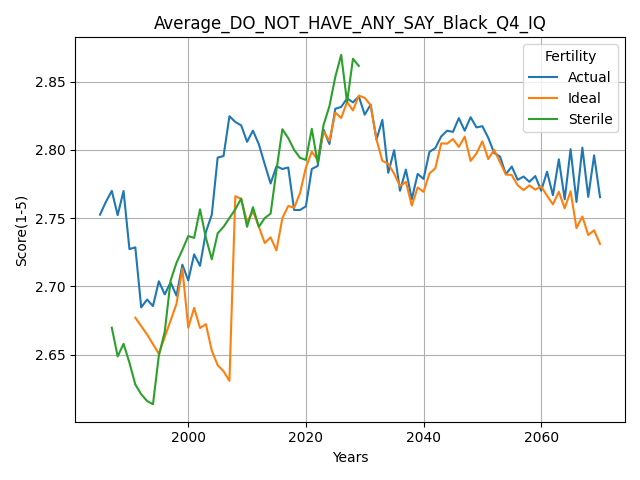 Average_DO_NOT_HAVE_ANY_SAY_Black_Q4_IQ
Fertility
Actual
Ideal
Sterile
Score(1-5)
2.85
2.80
2.75
2.70
2.65
2000 2020 2040 2060
Years